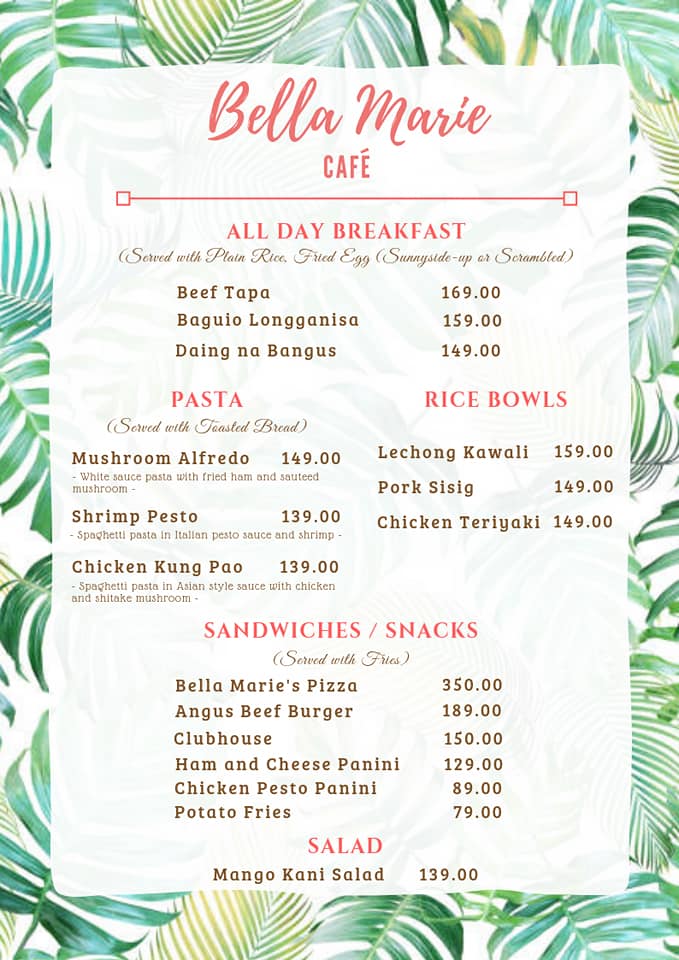 Bella Marie
CAFÉ
ALL DAY BREAKFAST
(Served with Plain Rice, Fried Egg (Sunnyside-up or Scrambled)
Beef Tapa 169.00
Baguio Longganisa 159.00
Daing na Bangus 149.00
PASTA
(Served with Toasted Bread)
Mushroom Alfredo 149.00
- White sauce pasta with fried ham and sauteed
mushroom -
Shrimp Pesto 139.00
- Spaghetti pasta in Italian pesto sauce and shrimp -
Chicken Kung Pao 139.00
- Spaghetti pasta in Asian style sauce with chicken
and shitake mushroom -
RICE BOWLS
Lechong Kawali 159.00
Pork Sisig 149.00
Chicken Teriyaki 149.00
SANDWICHES / SNACKS
(Served with Fries)
Bella Marie's Pizza 350.00
Angus Beef Burger 189.00
Clubhouse 150.00
Ham and Cheese Panini 129.00
Chicken Pesto Panini 89.00
Potato Fries 79.00
SALAD
Mango Kani Salad 139.00